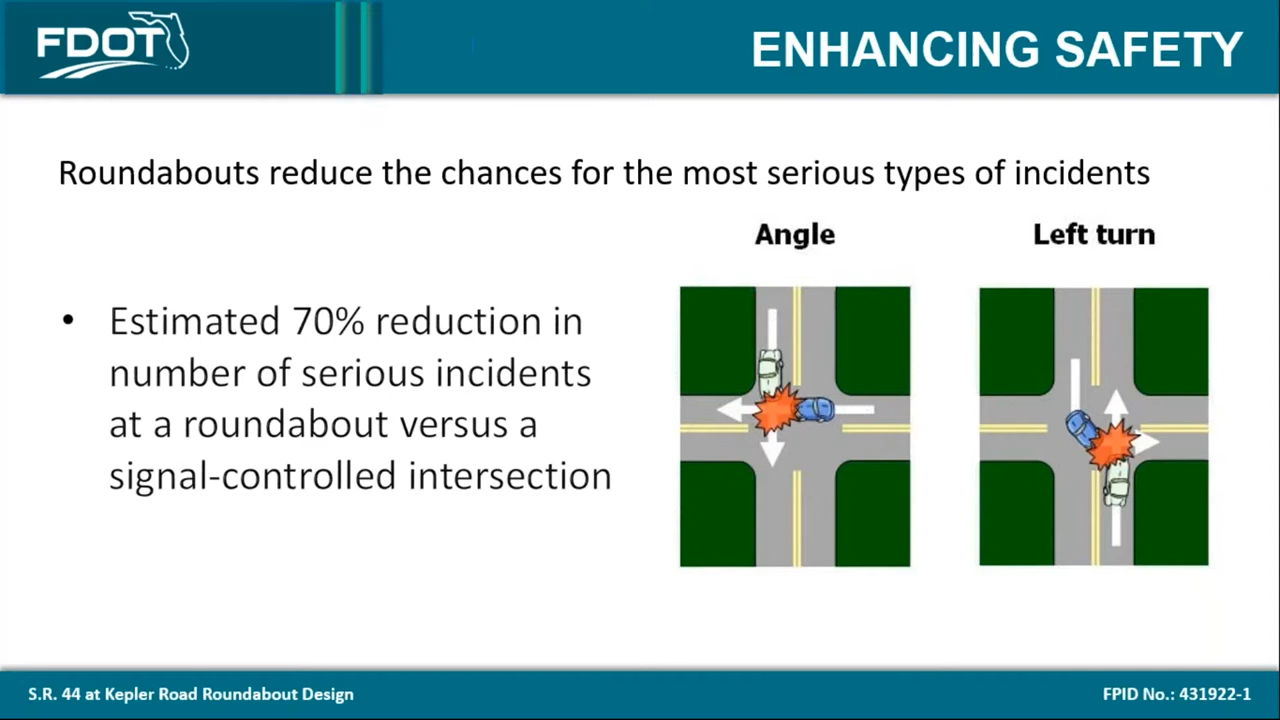 FDOT
ENHANCING SAFETY
Roundabouts reduce the chances for the most serious types of incidents
Angle
Left turn
• Estimated 70% reduction in
number of serious incidents
at a roundabout versus a
signal-controlled intersection
S.R. 44 at Kepler Road Roundabout Design
FPID No.: 431922-1